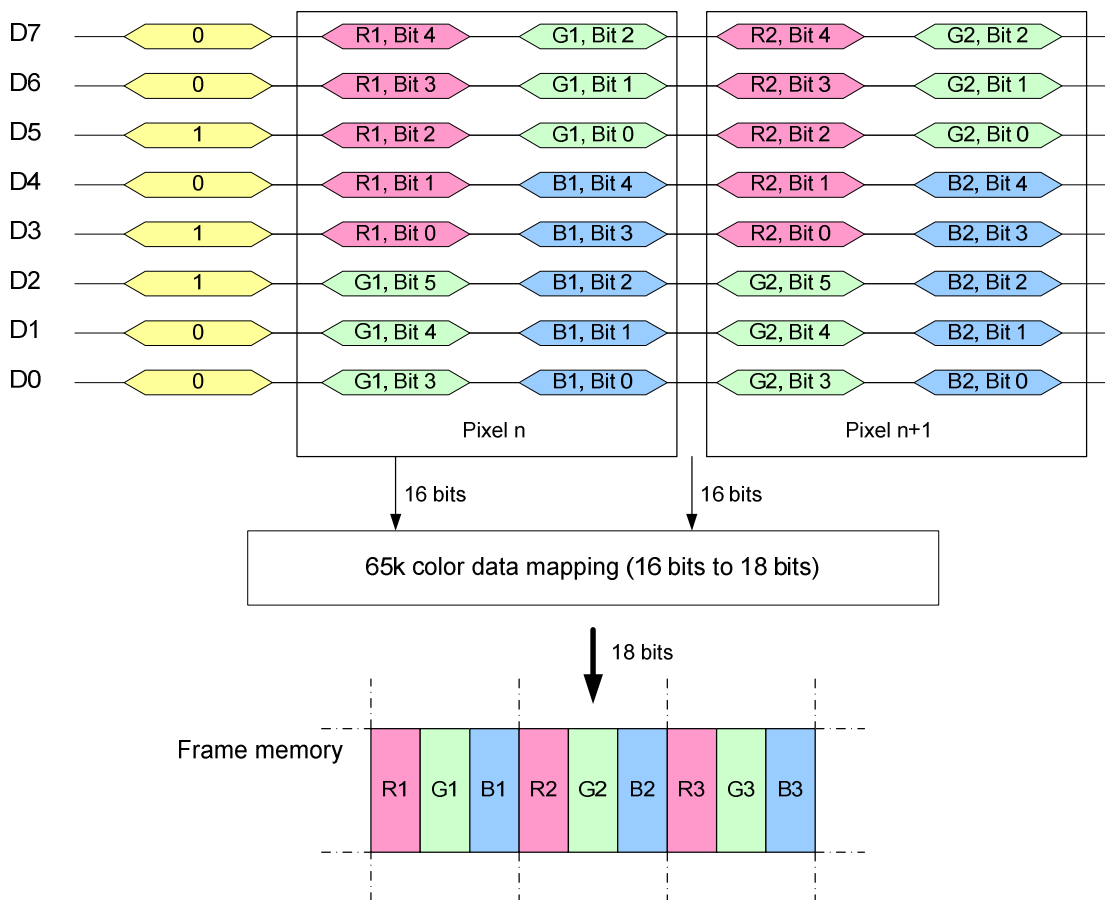 D7 0 R1, Bit 4 G1, Bit 2 R2, Bit 4 G2, Bit 2
D6 0 R1, Bit 3 G1, Bit 1 R2, Bit 3 G2, Bit 1
D5 1 R1, Bit 2 G1, Bit 0 R2, Bit 2 G2, Bit 0
D4 0 R1, Bit 1 B1, Bit 4 R2, Bit 1 B2, Bit 4
D3 1 R1, Bit 0 B1, Bit 3 R2, Bit 0 B2, Bit 3
D2 1 G1, Bit 5 B1, Bit 2 G2, Bit 5 B2, Bit 2
D1 0 G1, Bit 4 B1, Bit 1 G2, Bit 4 B2, Bit 1
D0 0 G1, Bit 3 B1, Bit 0 G2, Bit 3 B2, Bit 0
Pixel n Pixel n+1
16 bits 16 bits
65k color data mapping (16 bits to 18 bits)
18 bits
Frame memory
R1 G1 B1 R2 G2 B2 R3 G3 B3